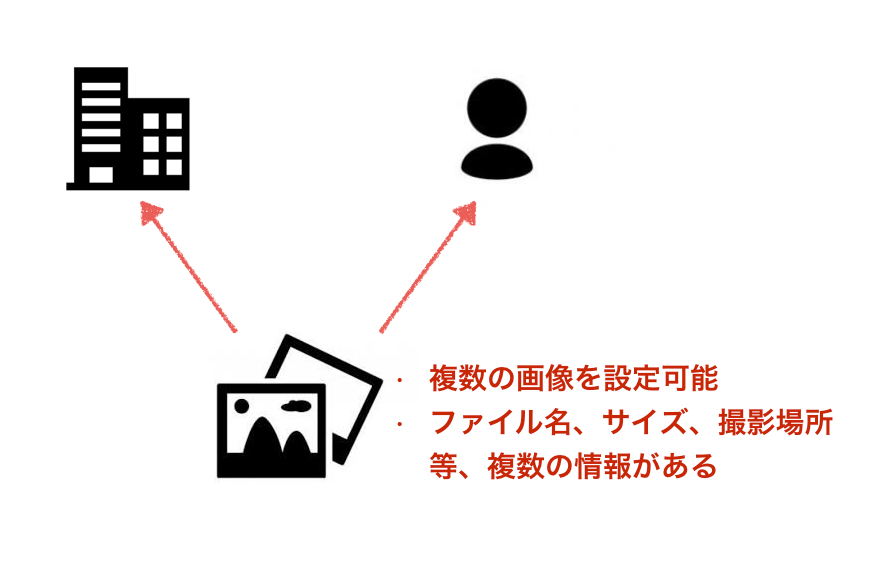 ・ 複数の画像を設定可能
・ ファイル名、サイズ、撮影場所
等、複数の情報がある